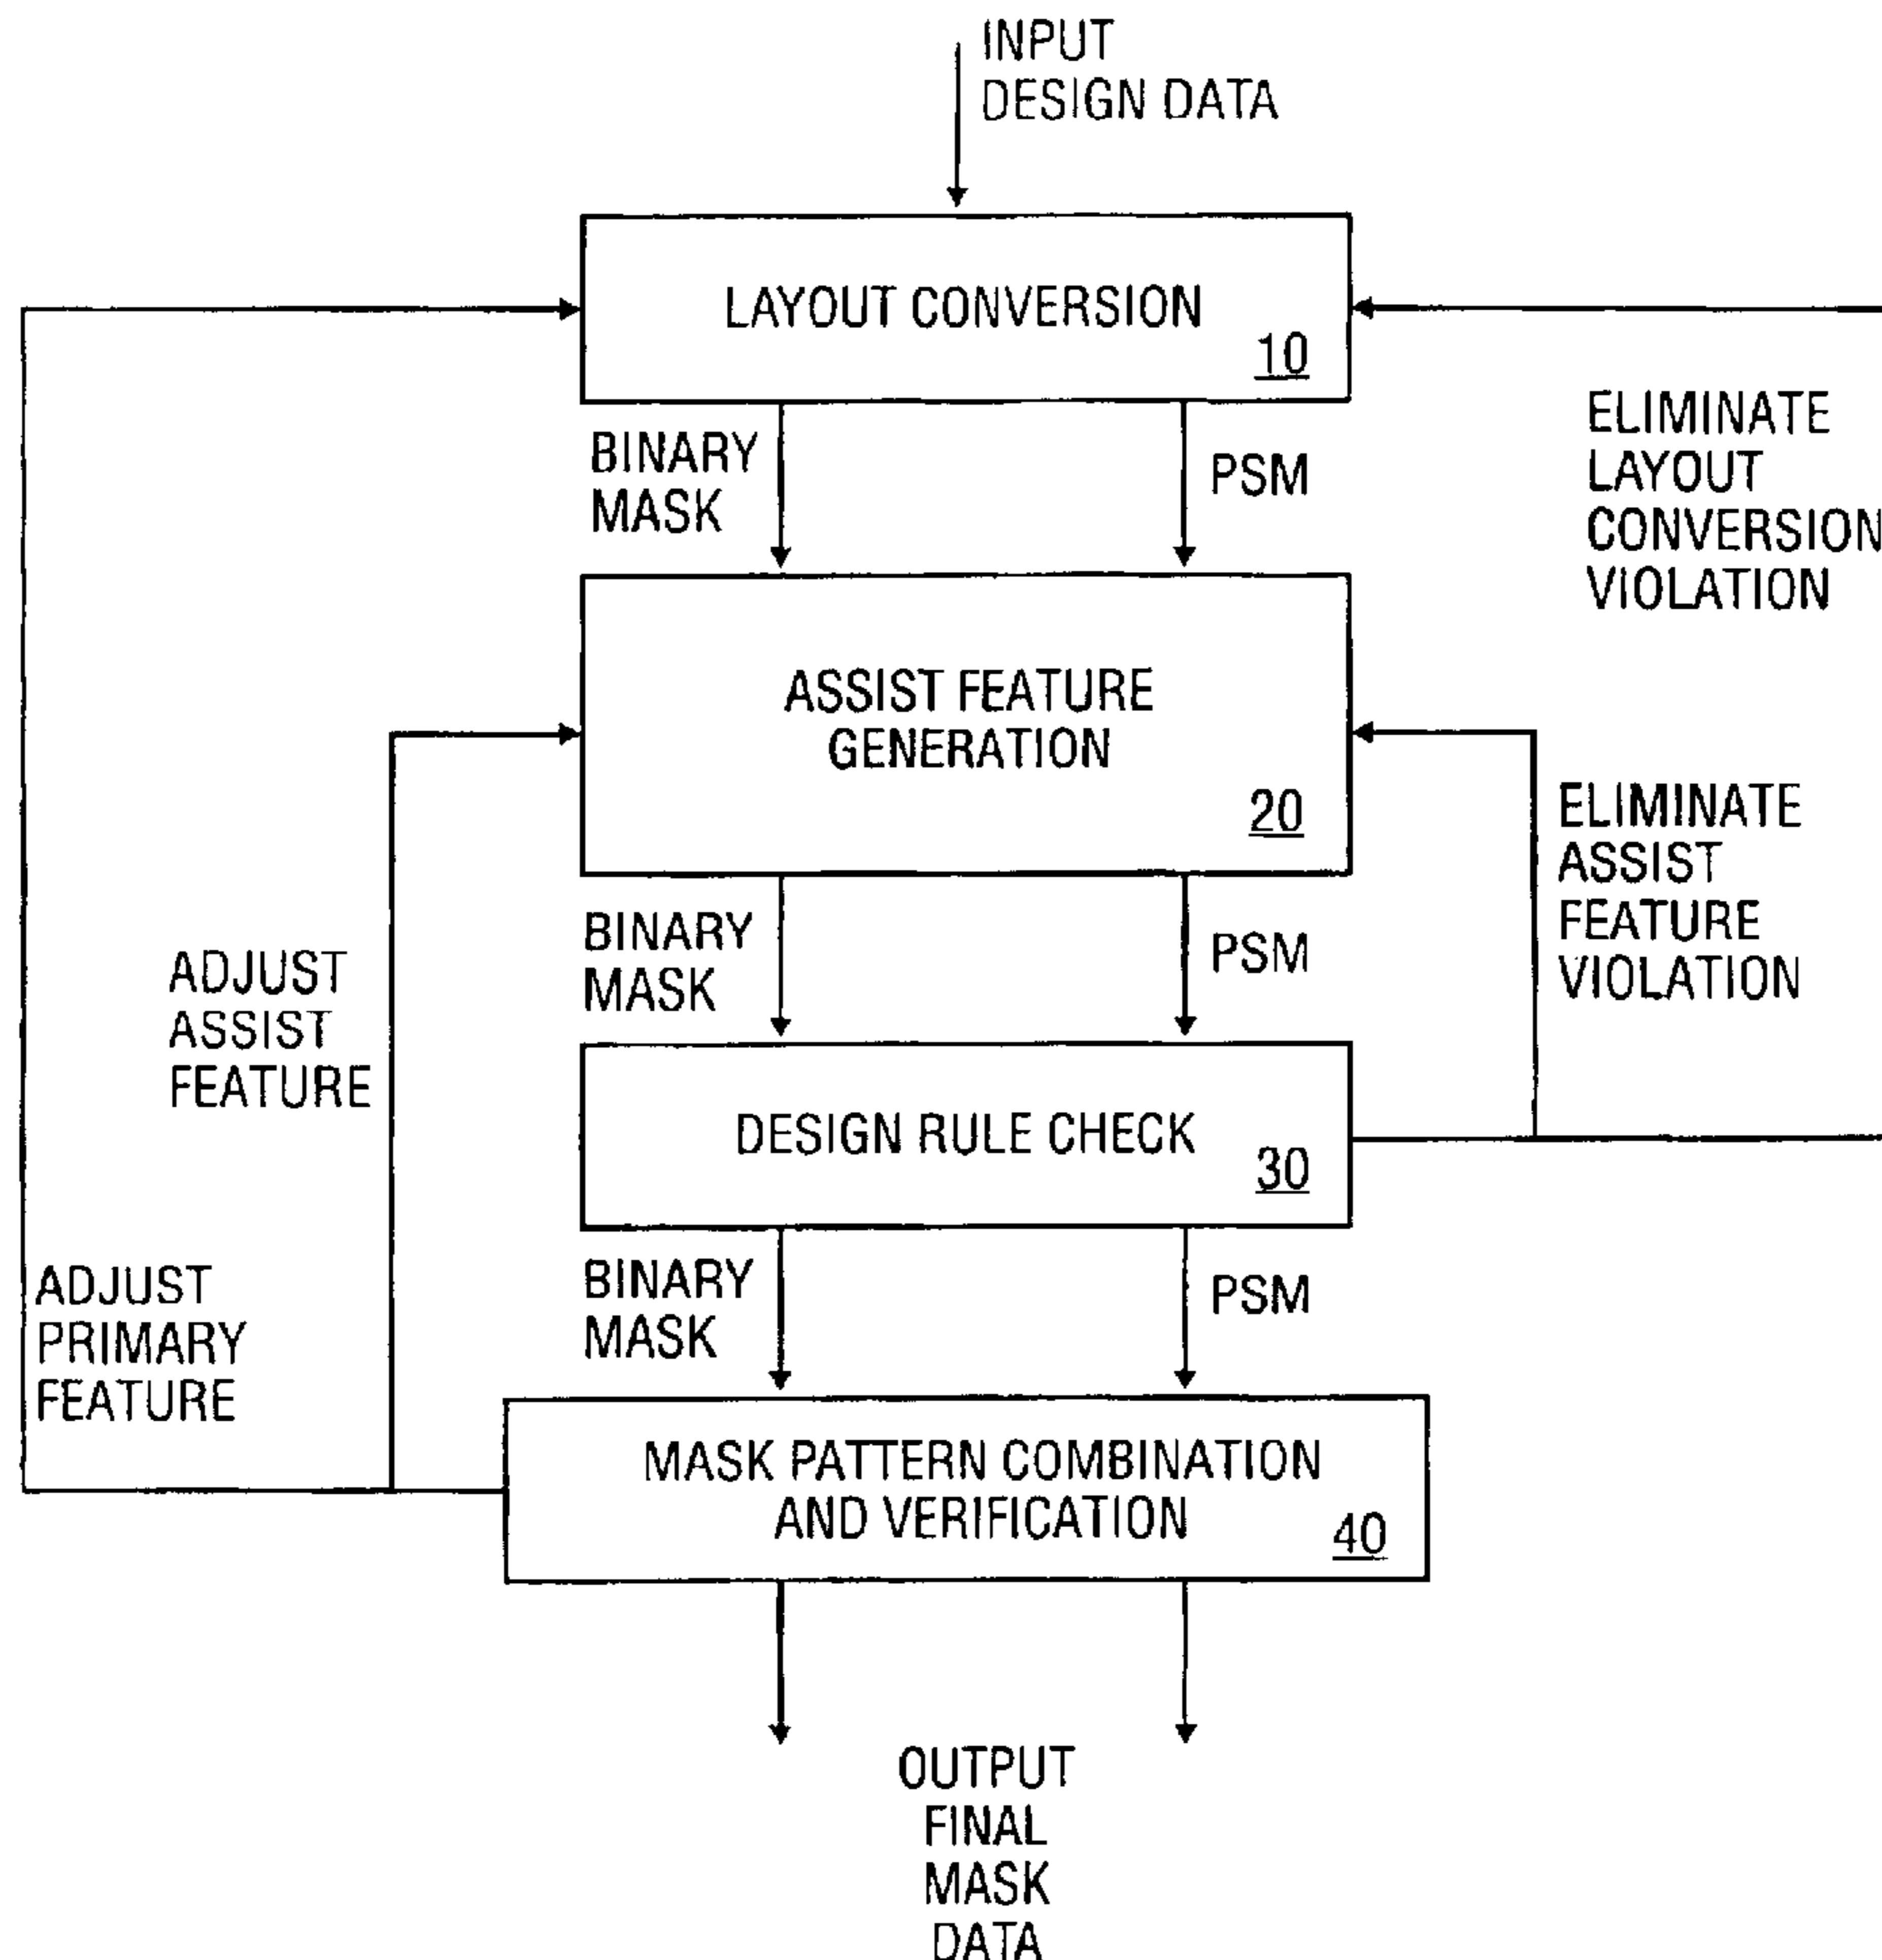 INPUT
DESIGN DATA
LAYOUT CONVERSION
10
BINARY
MASK
PSM
ELIMINATE
LAYOUT
CONVERSION
VIOLATION
ASSIST FEATURE
GENERATION
20
ELIMINATE
ASSIST
FEATURE
VIOLATION
BINARY
MASK
PSM
ADJUST
ASSIST
FEATURE
DESIGN RULE CHECK
30
BINARY
MASK
PSM
ADJUST
PRIMARY
FEATURE
MASK PATTERN COMBINATION
AND VERIFICATION
40
OUTPUT
FINAL
MASK
DATA